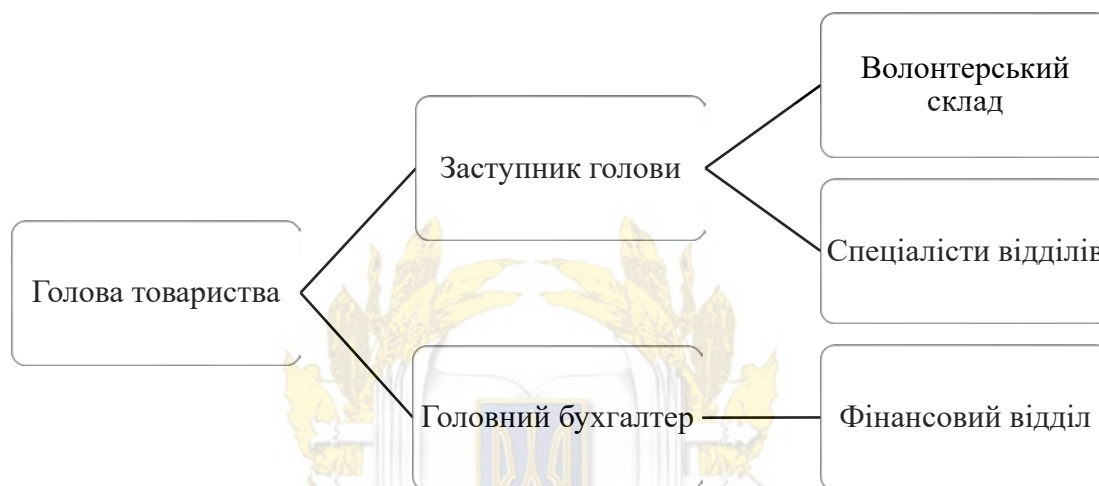 Волонтерський
склад
Заступник голови
Спеціалісти відділів
Голова товариства
Головний бухгалтер
Фінансовий відділ